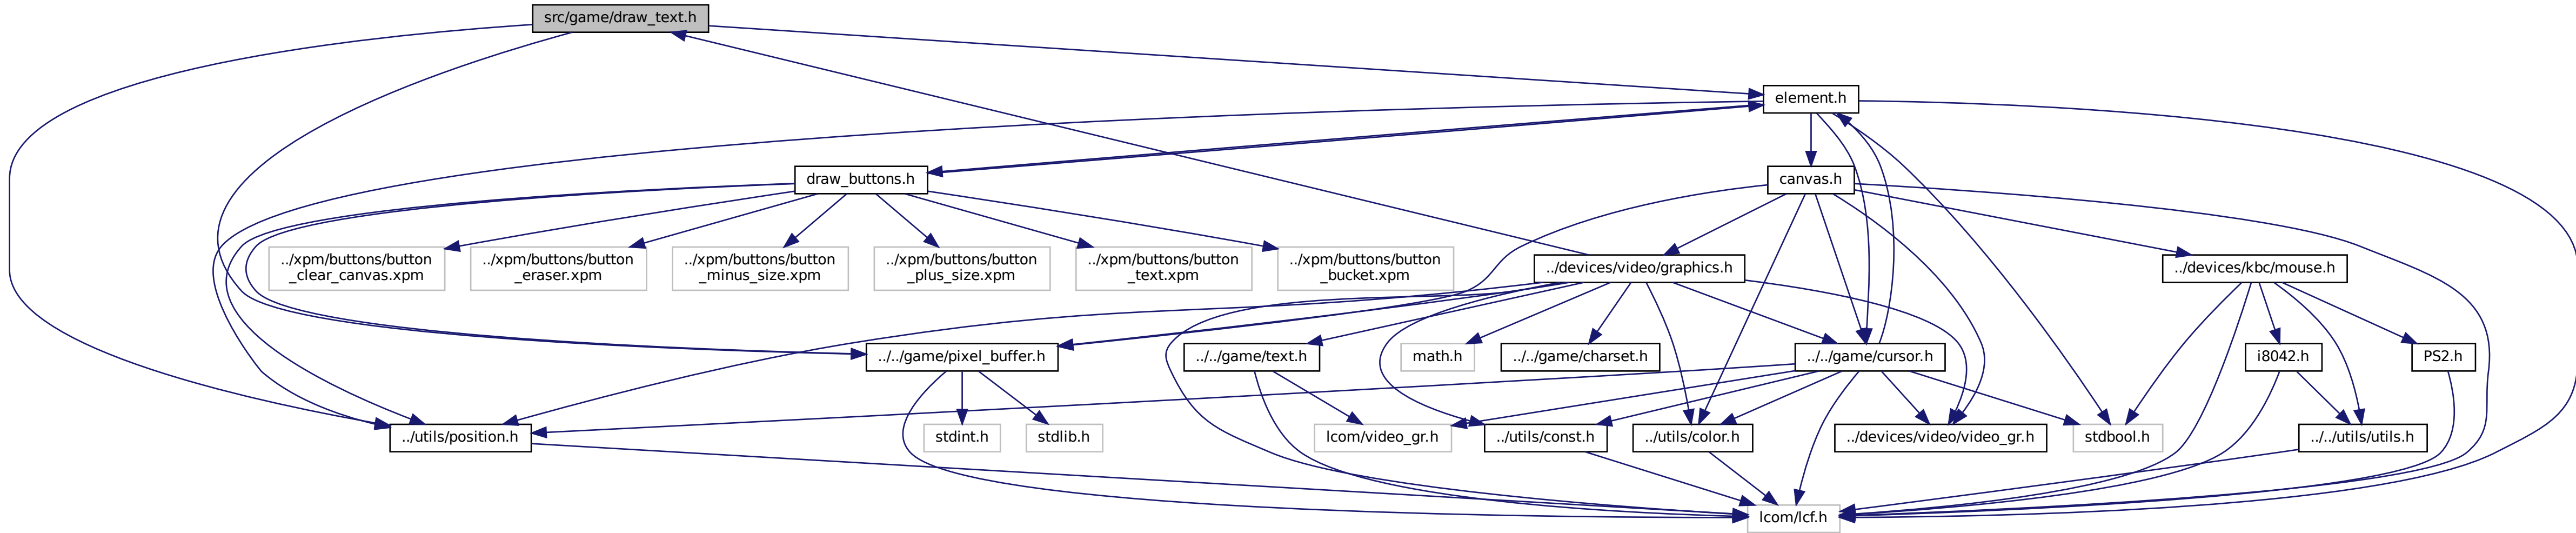 src/game/draw_text.h
element.h
draw_buttons.h
canvas.h
../xpm/buttons/button
_clear_canvas.xpm
../xpm/buttons/button
_eraser.xpm
../xpm/buttons/button
_minus_size.xpm
../xpm/buttons/button
_plus_size.xpm
../xpm/buttons/button
_text.xpm
../xpm/buttons/button
_bucket.xpm
../devices/video/graphics.h
../devices/kbc/mouse.h
../../game/pixel_buffer.h
../../game/text.h
math.h
../../game/charset.h
../../game/cursor.h
i8042.h
PS2.h
../utils/position.h
stdint.h
stdlib.h
lcom/video_gr.h
../utils/const.h
../utils/color.h
../devices/video/video_gr.h
stdbool.h
../../utils/utils.h
lcom/lcf.h